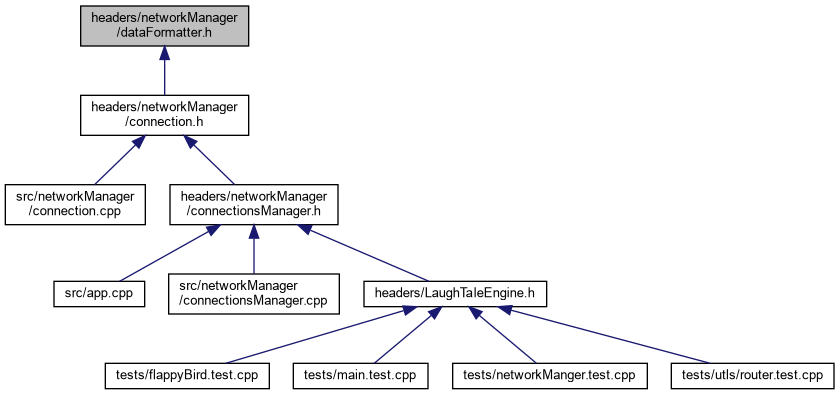 headers/networkManager
/dataFormatter.h
headers/networkManager
/connection.h
src/networkManager
/connection.cpp
headers/networkManager
/connectionsManager.h
src/app.cpp
src/networkManager
/connectionsManager.cpp
headers/LaughTaleEngine.h
tests/flappyBird.test.cpp
tests/main.test.cpp
tests/networkManger.test.cpp
tests/utls/router.test.cpp